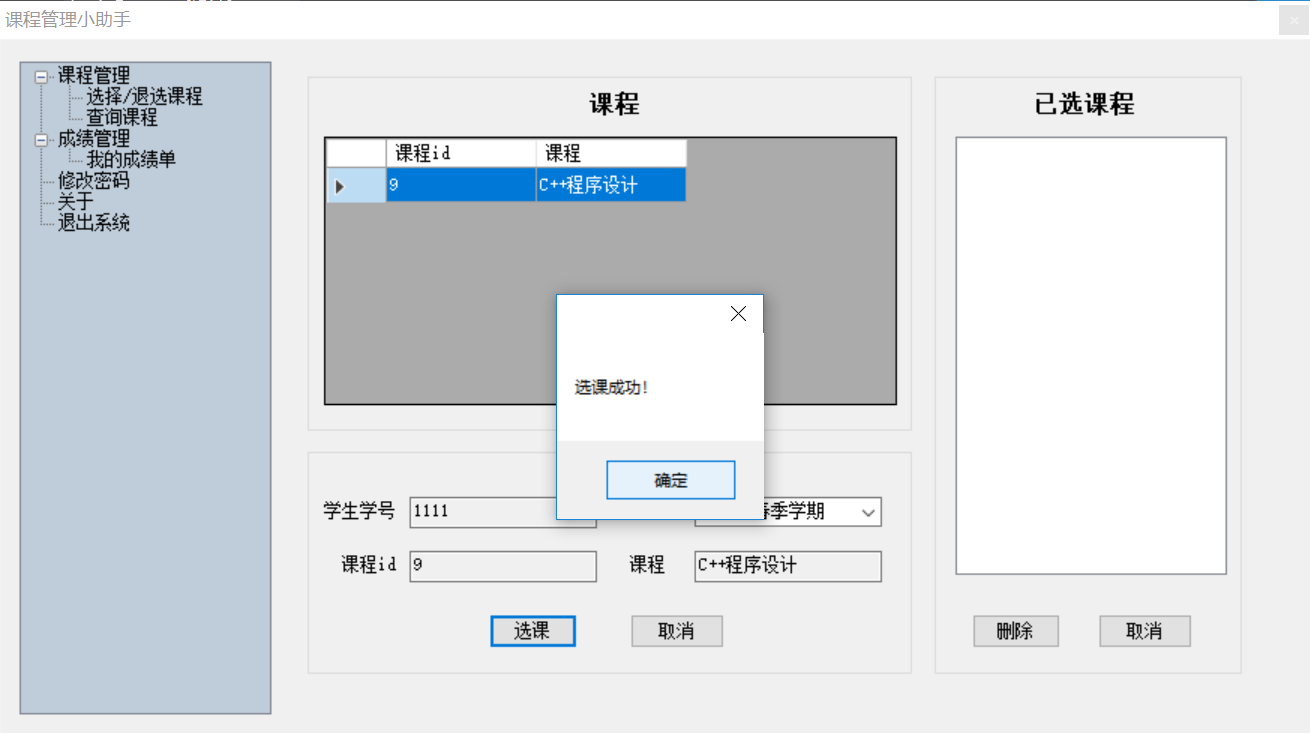 课程管理小助手
课程管理
选择/退选课程
查询课程
成绩管理
我的成绩单
修改密码
关于
退出系统
课程
课程id 课程
9 C++程序设计
选课成功!
确定
学生学号 1111 季学期
课程id 9 课程 C++程序设计
选课 取消
已选课程
删除 取消